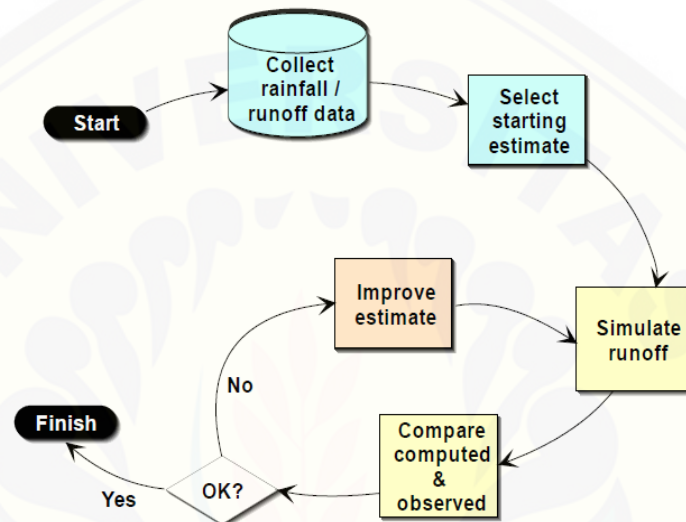 Start
Collect
rainfall /
runoff data
Select
starting
estimate
Simulate
runoff
Compare
computed
&
observed
OK?
No
Improve
estimate
Yes
Finish